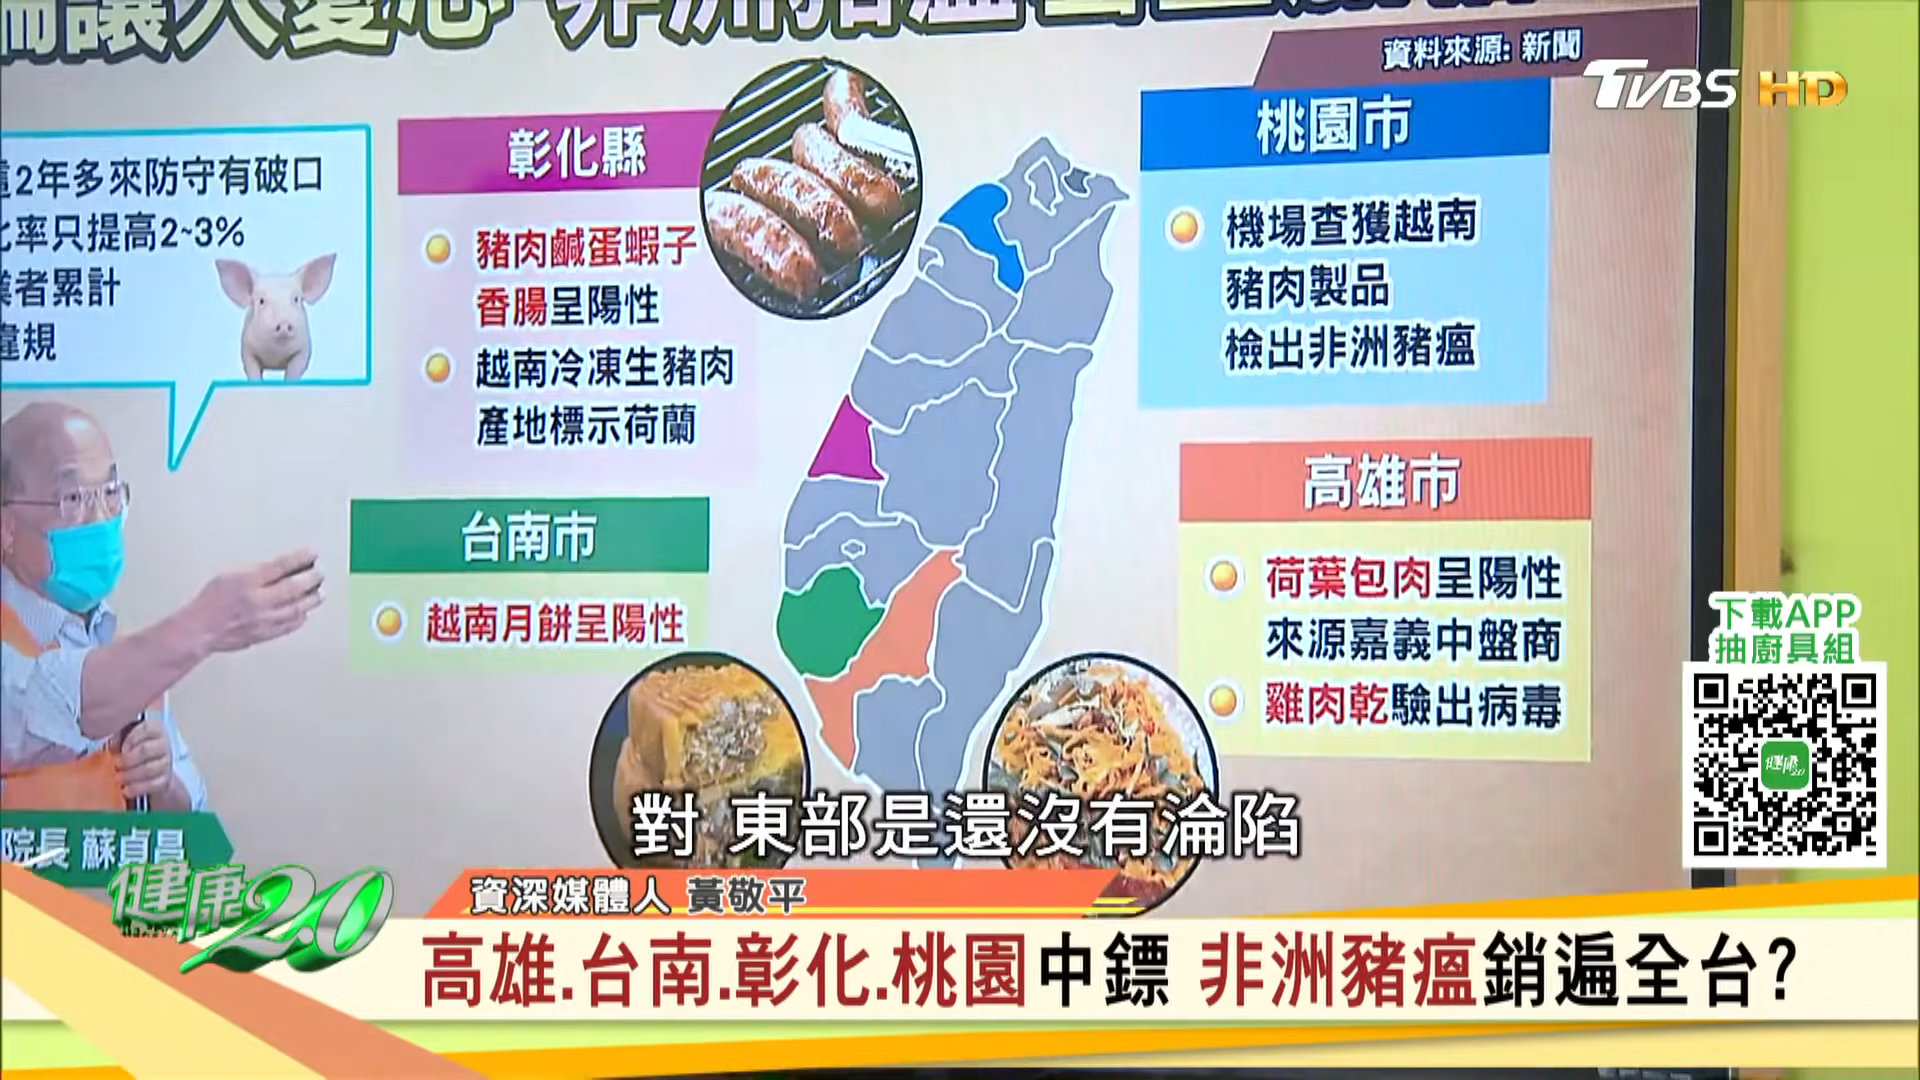 資料來源: 新聞
TVBS HD
2年多來防守有破口
率只提高2~3%
者累計
違規
彰化縣
豬肉鹹蛋蝦子
香腸呈陽性
越南冷凍生豬肉
產地標示荷蘭
桃園市
機場查獲越南
豬肉製品
檢出非洲豬瘟
台南市
越南月餅呈陽性
高雄市
荷葉包肉呈陽性
來源嘉義中盤商
雞肉乾驗出病毒
下載APP
抽廚具組
健康2.0
院長 蘇貞昌
對 東部是還沒有淪陷
健康2.0
資深媒體人 黃敬平
高雄.台南.彰化.桃園中鏢 非洲豬瘟銷遍全台?